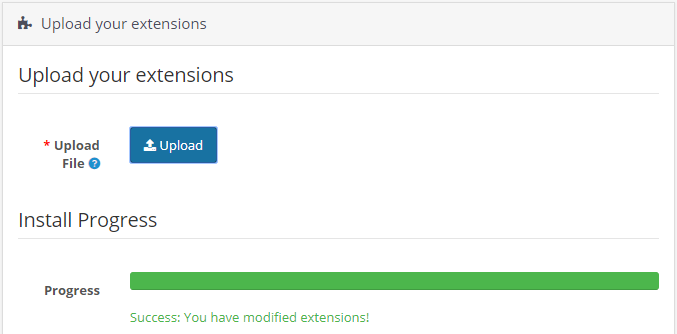 Upload your extensions
Upload your extensions
* Upload
File ?
Upload
Install Progress
Progress
Success: You have modified extensions!